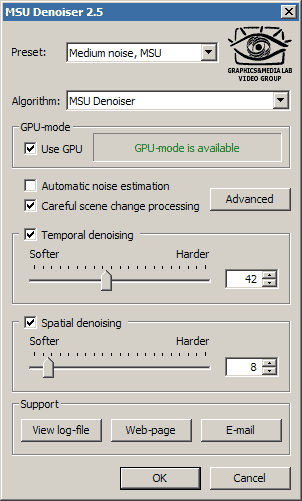 MSU Denoiser 2.5
Preset: Medium noise, MSU
GRAPHICS&MEDIA LAB
VIDEO GROUP
Algorithm: MSU Denoiser
GPU-mode
Use GPU GPU-mode is available
Automatic noise estimation
Careful scene change processing Advanced
Temporal denoising
Softer Harder
42
Spatial denoising
Softer Harder
8
Support
View log-file Web-page E-mail
OK Cancel